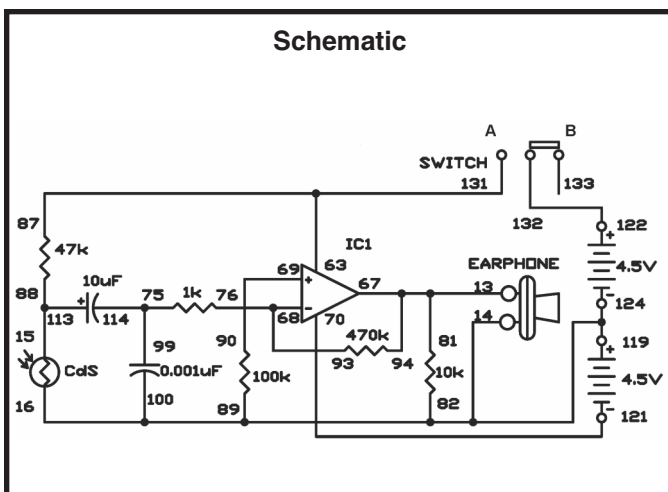 Schematic
A B
SWITCH
131 133
132
87 122
IC1
47k 69 63 4.5V
10uF 75 1k 76 67 EARPHONE
88 13
113 114 68 70 124
14
15 99 90 470k 81 119
CdS 0.001uF 93 94
100k 10k 4.5V
16 100 89 82
121